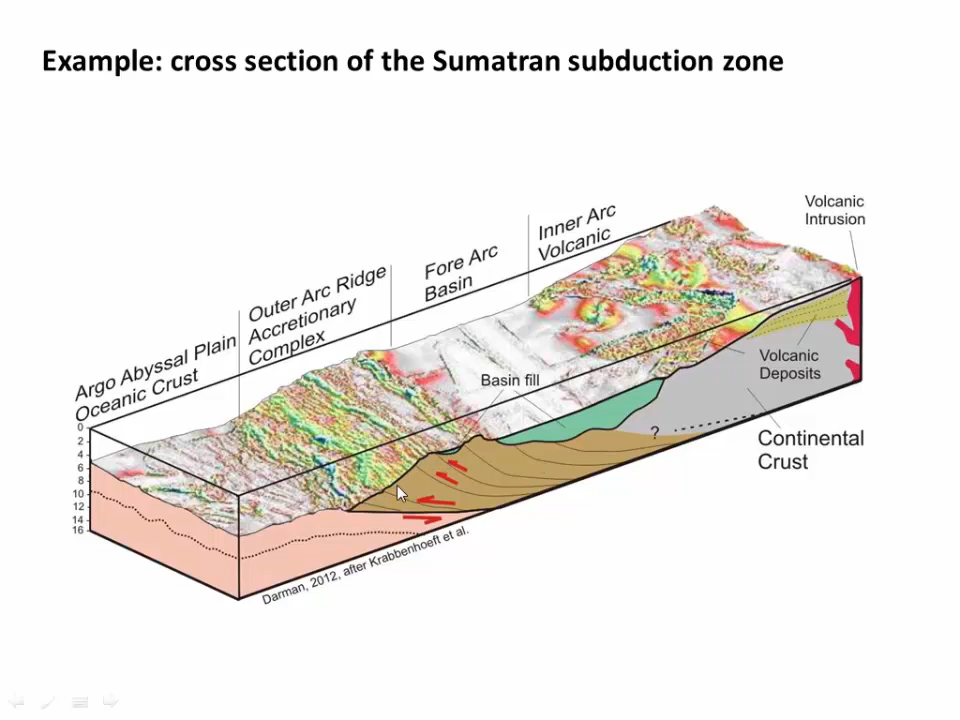 Example: cross section of the Sumatran subduction zone
Volcanic
Intrusion
Inner Arc
Volcanic
Fore Arc
Basin
Outer Arc Ridge
Accretionary
Complex
Argo Abyssal Plain
Oceanic Crust
0
2
4
6
8
10
12
14
16
Basin fill
Volcanic
Deposits
?
Continental
Crust
Darman, 2012, after Krabbenhoeft et al.